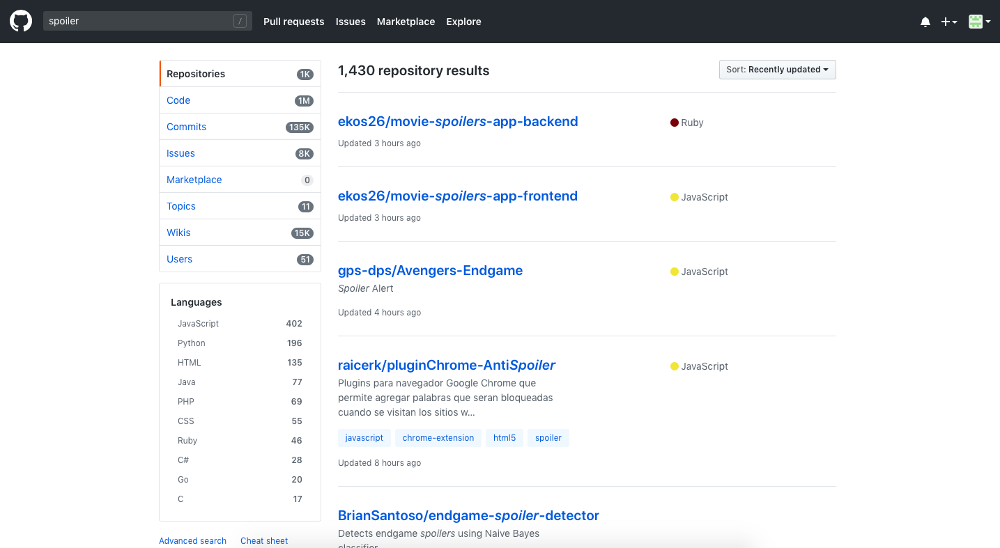 spoiler /
Pull requests Issues Marketplace Explore
Repositories 1K
Code 1M
Commits 135K
Issues 8K
Marketplace 0
Topics 11
Wikis 15K
Users 51
Languages
JavaScript 402
Python 196
HTML 135
Java 77
PHP 69
CSS 55
Ruby 46
C# 28
Go 20
C 17
Advanced search Cheat sheet
1,430 repository results
Sort: Recently updated
ekos26/movie-spoilers-app-backend
Ruby
Updated 3 hours ago
ekos26/movie-spoilers-app-frontend
JavaScript
Updated 3 hours ago
gps-dps/Avengers-Endgame
JavaScript
Spoiler Alert
Updated 4 hours ago
raicerk/pluginChrome-AntiSpoiler
JavaScript
Plugins para navegador Google Chrome que
permite agregar palabras que seran bloqueadas
cuando se visitan los sitios w...
javascript chrome-extension html5 spoiler
Updated 8 hours ago
BrianSantoso/endgame-spoiler-detector
Detects endgame spoilers using Naive Bayes
classifier